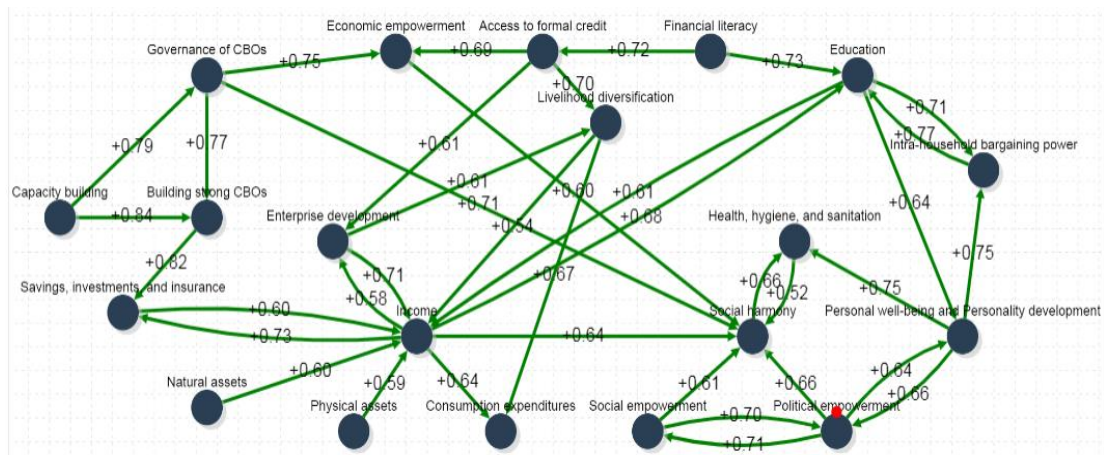 Economic empowerment
Access to formal credit
Financial literacy
Governance of CBOs
Education
+0.75
+0.69
+0.72
+0.73
+0.70
Livelihood diversification
+0.71
+0.77
+0.79
+0.77
+0.61
Intra-household bargaining power
Capacity building
Building strong CBOs
+0.84
+0.61
+0.60
+0.61
+0.64
Enterprise development
+0.71
+0.54
+0.68
Health, hygiene, and sanitation
+0.82
+0.71
+0.67
+0.66
+0.75
+0.75
Savings, investments, and insurance
+0.58
+0.52
+0.60
Income
Social harmony
Personal well-being and Personality development
+0.73
+0.64
+0.60
+0.59
+0.64
+0.64
Natural assets
+0.61
+0.66
+0.66
Physical assets
Consumption expenditures
Social empowerment
Political empowerment
+0.70
+0.71